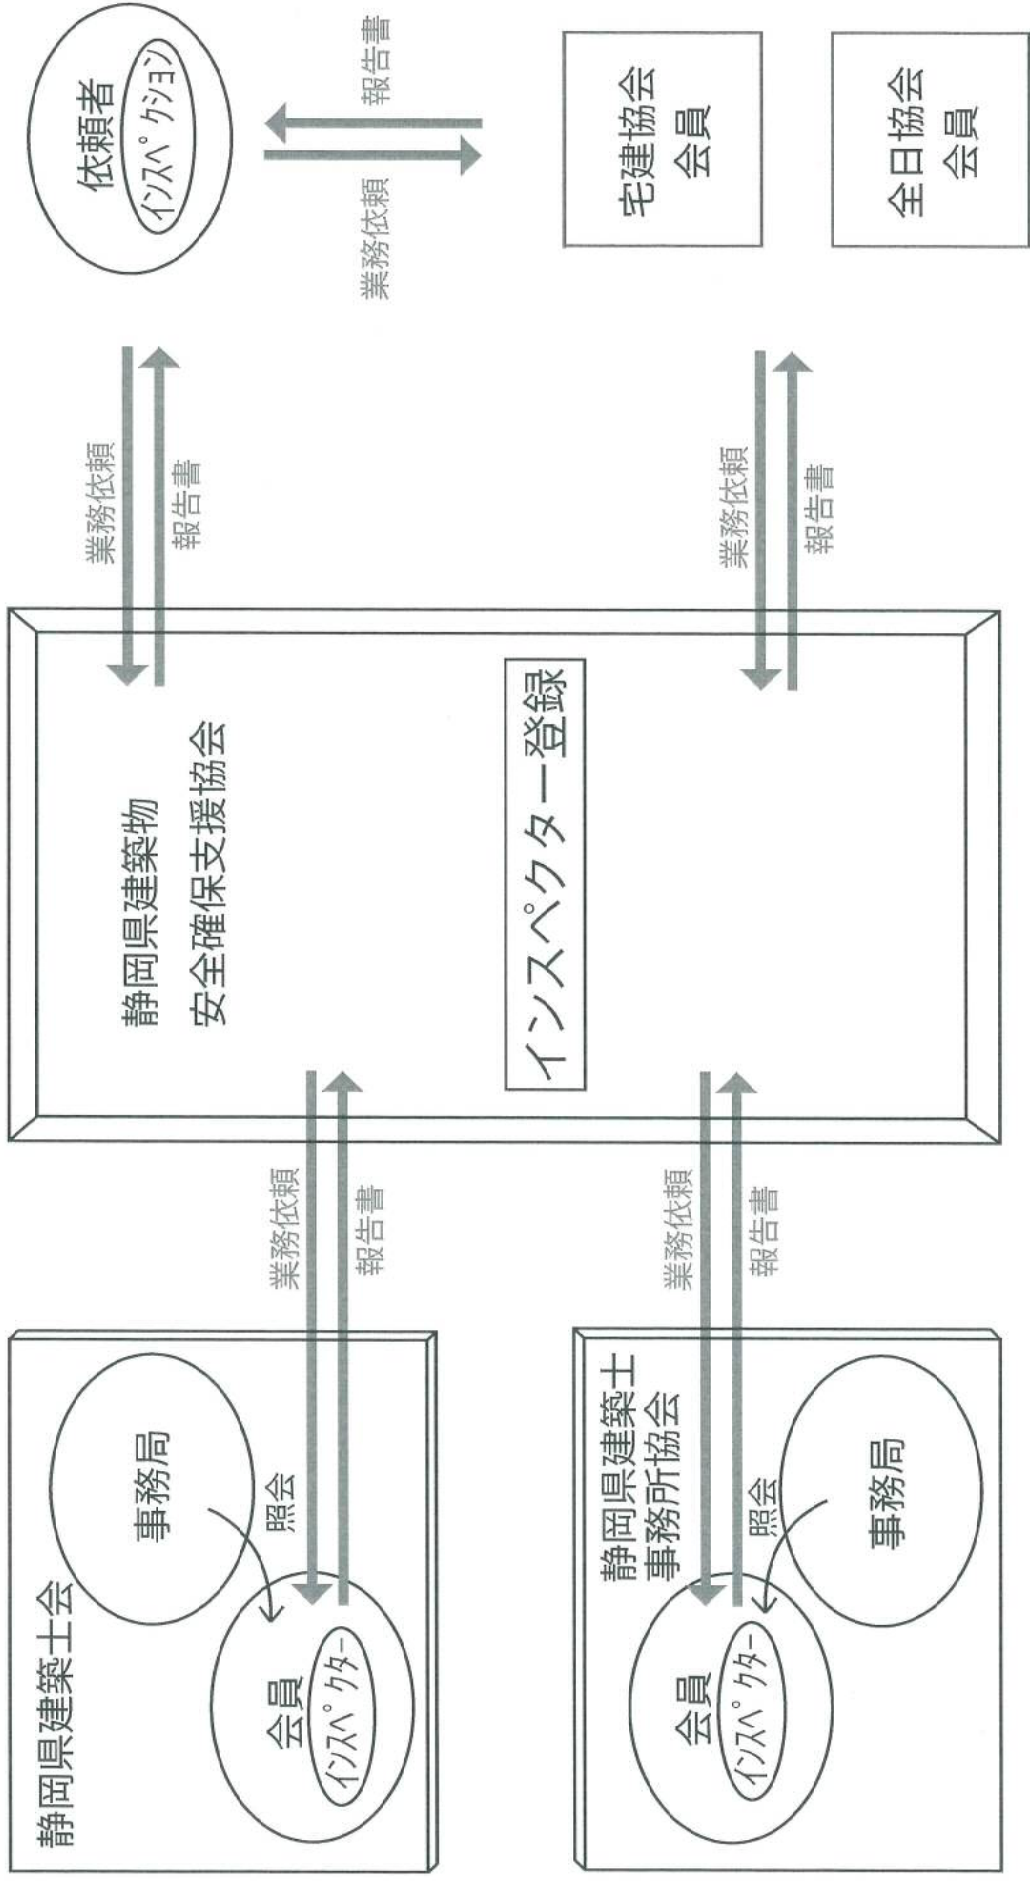 静岡県建築士会
事務局
照会
会員
インスペクター
静岡県建築士
事務所協会
会員
インスペクター
照会
事務局
業務依頼
報告書
業務依頼
報告書
静岡県建築物
安全確保支援協会
インスペクター登録
業務依頼
報告書
業務依頼
報告書
依頼者
インスペクション
業務依頼
報告書
宅建協会
会員
全日協会
会員